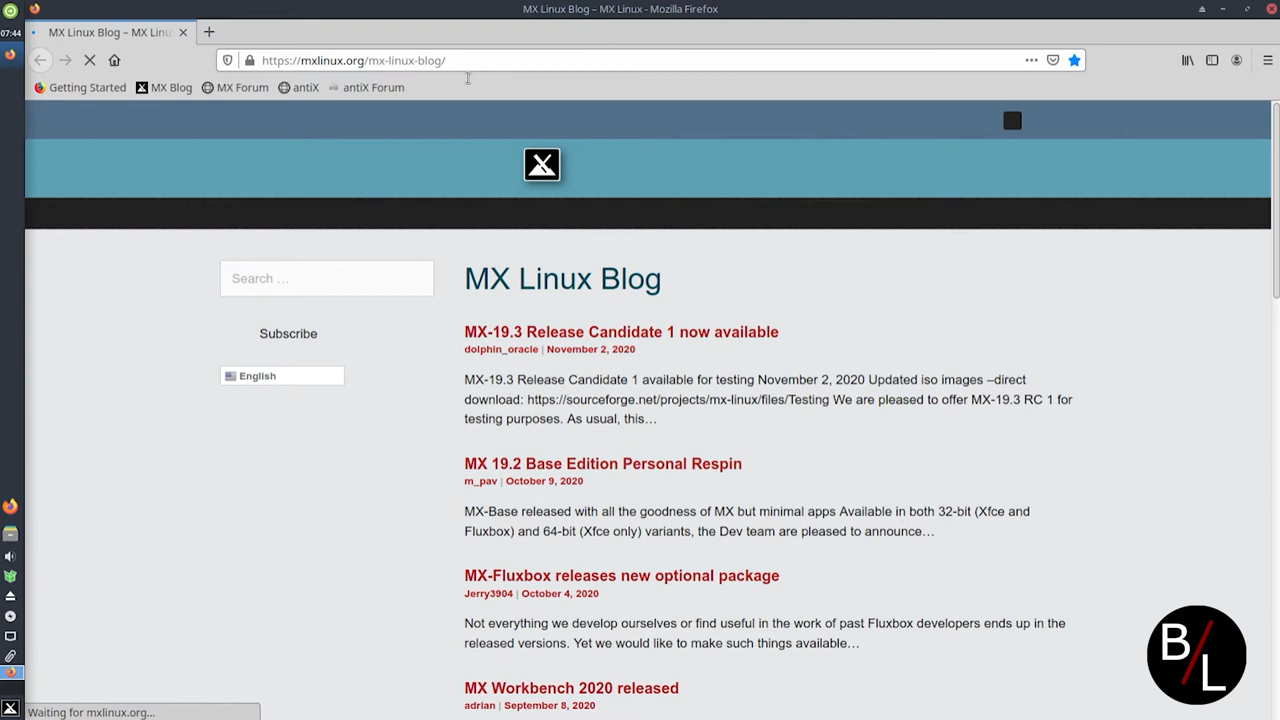 MX Linux Blog – MX Linux - Mozilla Firefox
07:44
MX Linux Blog – MX Linu
https://mxlinux.org/mx-linux-blog/
Getting Started
MX Blog
MX Forum
antiX
antiX Forum
Search …
Subscribe
English
MX Linux Blog
MX-19.3 Release Candidate 1 now available
dolphin_oracle | November 2, 2020
MX-19.3 Release Candidate 1 available for testing November 2, 2020 Updated iso images –direct
download: https://sourceforge.net/projects/mx-linux/files/Testing We are pleased to offer MX-19.3 RC 1 for
testing purposes. As usual, this…
MX 19.2 Base Edition Personal Respin
m_pav | October 9, 2020
MX-Base released with all the goodness of MX but minimal apps Available in both 32-bit (Xfce and
Fluxbox) and 64-bit (Xfce only) variants, the Dev team are pleased to announce…
MX-Fluxbox releases new optional package
Jerry3904 | October 4, 2020
Not everything we develop ourselves or find useful in the work of past Fluxbox developers ends up in the
released versions. Yet we would like to make such things available…
MX Workbench 2020 released
adrian | September 8, 2020
Waiting for mxlinux.org...
B/L